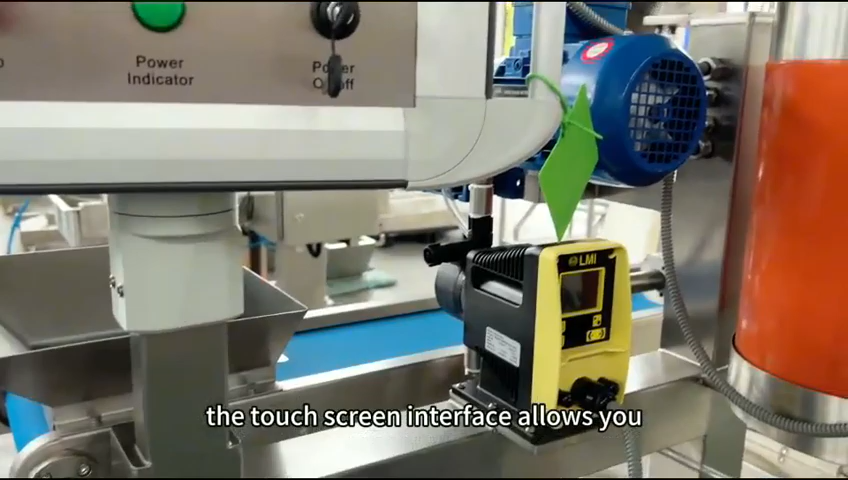 Power
INDICATOR
Power
On/off
LMI
the touch screen interface allows you